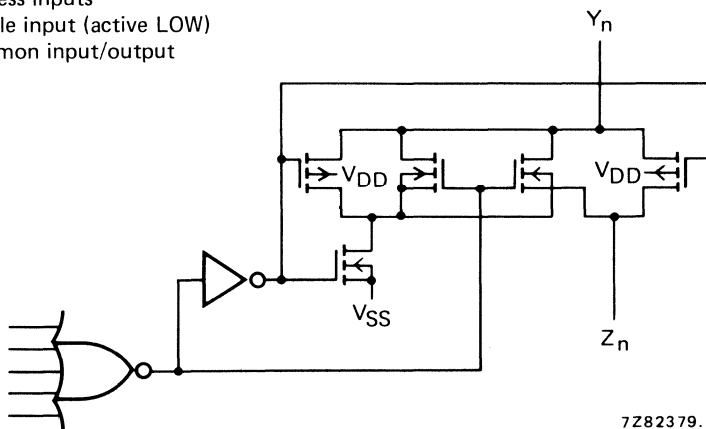 ess inputs
le input (active LOW)
mon input/output
Yn
VDD
VDD
VSS
Zn
7Z82379.